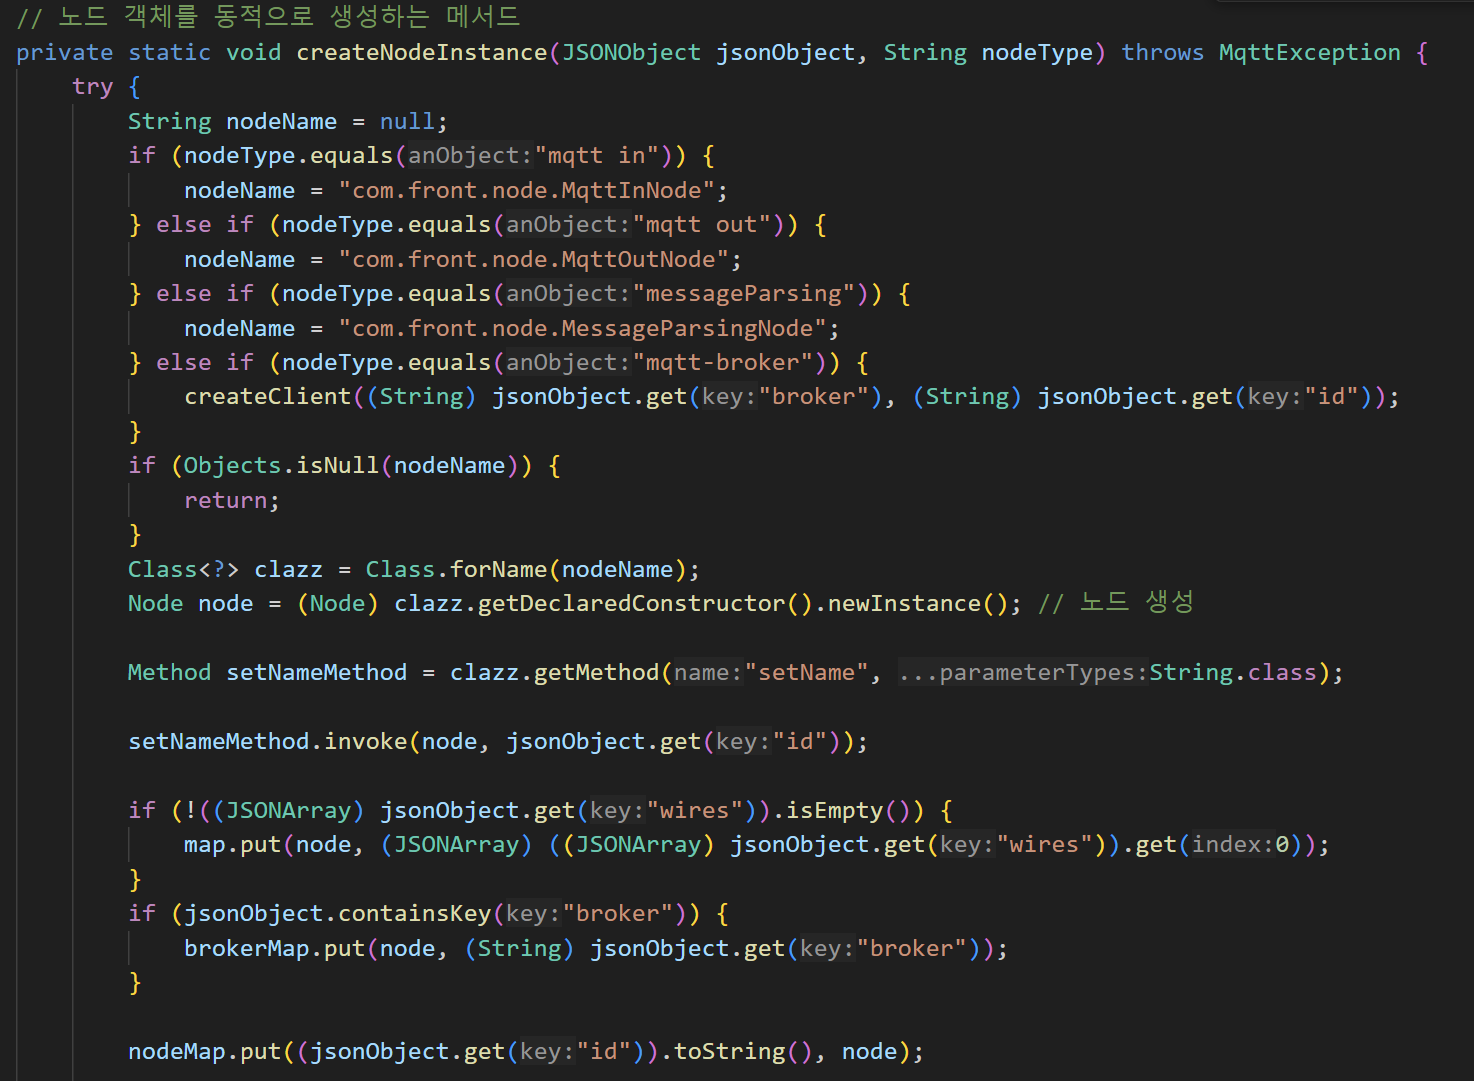 // 노드 객체를 동적으로 생성하는 메서드
private static void createNodeInstance(JSONObject jsonObject, String nodeType) throws MqttException {
    try {
        String nodeName = null;
        if (nodeType.equals(anObject:"mqtt in")) {
            nodeName = "com.front.node.MqttInNode";
        } else if (nodeType.equals(anObject:"mqtt out")) {
            nodeName = "com.front.node.MqttOutNode";
        } else if (nodeType.equals(anObject:"messageParsing")) {
            nodeName = "com.front.node.MessageParsingNode";
        } else if (nodeType.equals(anObject:"mqtt-broker")) {
            createClient((String) jsonObject.get(key:"broker"), (String) jsonObject.get(key:"id"));
        }
        if (Objects.isNull(nodeName)) {
            return;
        }
        Class<?> clazz = Class.forName(nodeName);
        Node node = (Node) clazz.getDeclaredConstructor().newInstance(); // 노드 생성

        Method setNameMethod = clazz.getMethod(name:"setName", ...parameterTypes:String.class);

        setNameMethod.invoke(node, jsonObject.get(key:"id"));

        if (!((JSONArray) jsonObject.get(key:"wires")).isEmpty()) {
            map.put(node, (JSONArray) ((JSONArray) jsonObject.get(key:"wires")).get(index:0));
        }
        if (jsonObject.containsKey(key:"broker")) {
            brokerMap.put(node, (String) jsonObject.get(key:"broker"));
        }

        nodeMap.put((jsonObject.get(key:"id")).toString(), node);